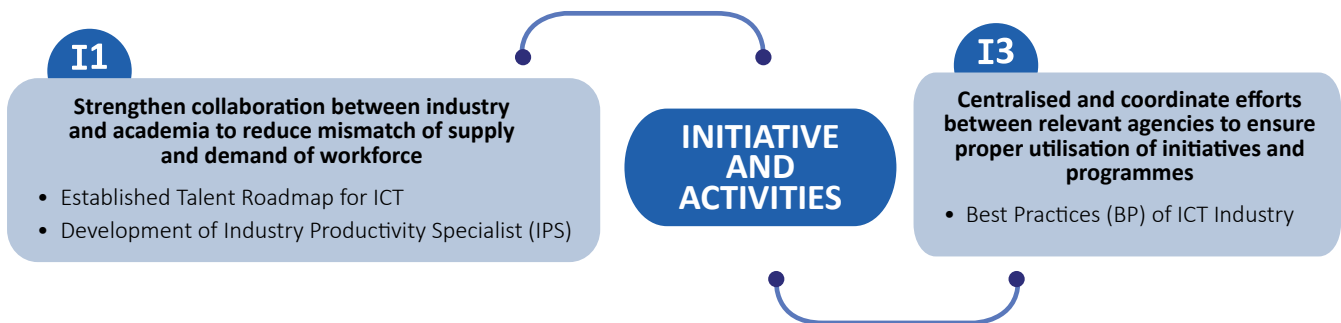 I1
Strengthen collaboration between industry
and academia to reduce mismatch of supply
and demand of workforce
• Established Talent Roadmap for ICT
• Development of Industry Productivity Specialist (IPS)
INITIATIVE
AND
ACTIVITIES
I3
Centralised and coordinate efforts
between relevant agencies to ensure
proper utilisation of initiatives and
programmes
• Best Practices (BP) of ICT Industry